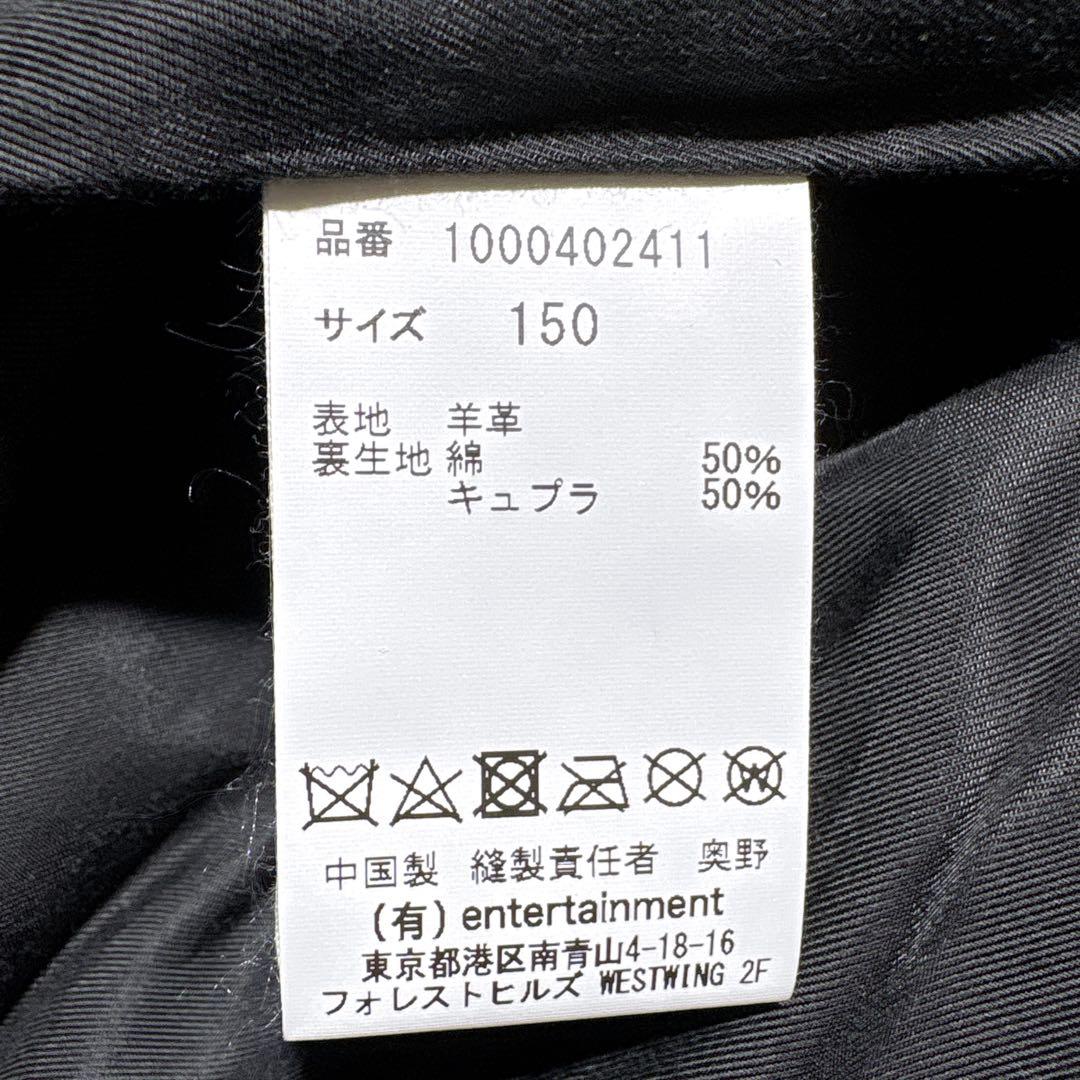 品番 1000402411
サイズ 150
表地 羊革
裏生地 綿 50%
キュプラ 50%
中国製 縫製責任者 奥野
(有) entertainment
東京都港区南青山4-18-16
フォレストヒルズ WESTWING 2F